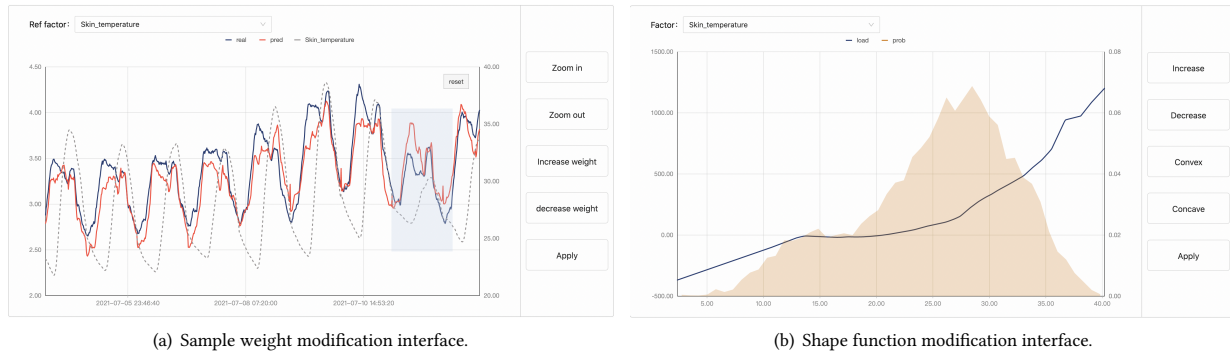 Ref factor: Skin_temperature
real pred Skin_temperature
4.50 40.00
reset
4.00 35.00
3.50 30.00
3.00
2.50 25.00
2.00 20.00
2021-07-05 23:46:40 2021-07-08 07:20:00 2021-07-10 14:53:20
Zoom in
Zoom out
Increase weight
decrease weight
Apply
(a) Sample weight modification interface.
Factor: Skin_temperature
load prob
1500.00 0.08
1000.00 0.06
500.00 0.04
0.00 0.02
-500.00 0.00
5.00 10.00 15.00 20.00 25.00 30.00 35.00 40.00
Increase
Decrease
Convex
Concave
Apply
(b) Shape function modification interface.